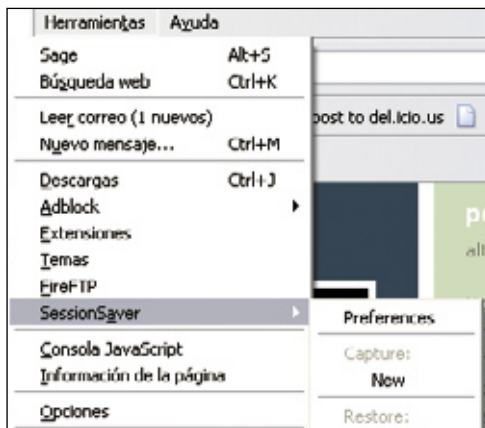 Herramientas Ayuda
Sage Alt+S
Búsqueda web Ctrl+K
Leer correo (1 nuevos)
Nuevo mensaje... Ctrl+M
Descargas Ctrl+J
Adblock
Extensiones
Temas
FireFTP
SessionSaver
Consola JavaScript
Información de la página
Opciones
post to del.icio.us
Preferences
Capture:
New
Restore: